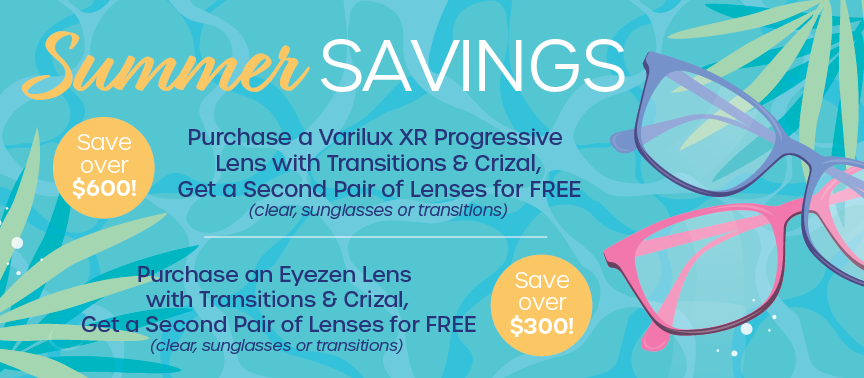 Summer SAVINGS
Save
over
$600!
Purchase a Varilux XR Progressive
Lens with Transitions & Crizal,
Get a Second Pair of Lenses for FREE
(clear, sunglasses or transitions)
Purchase an Eyezen Lens
with Transitions & Crizal,
Get a Second Pair of Lenses for FREE
(clear, sunglasses or transitions)
Save
over
$300!